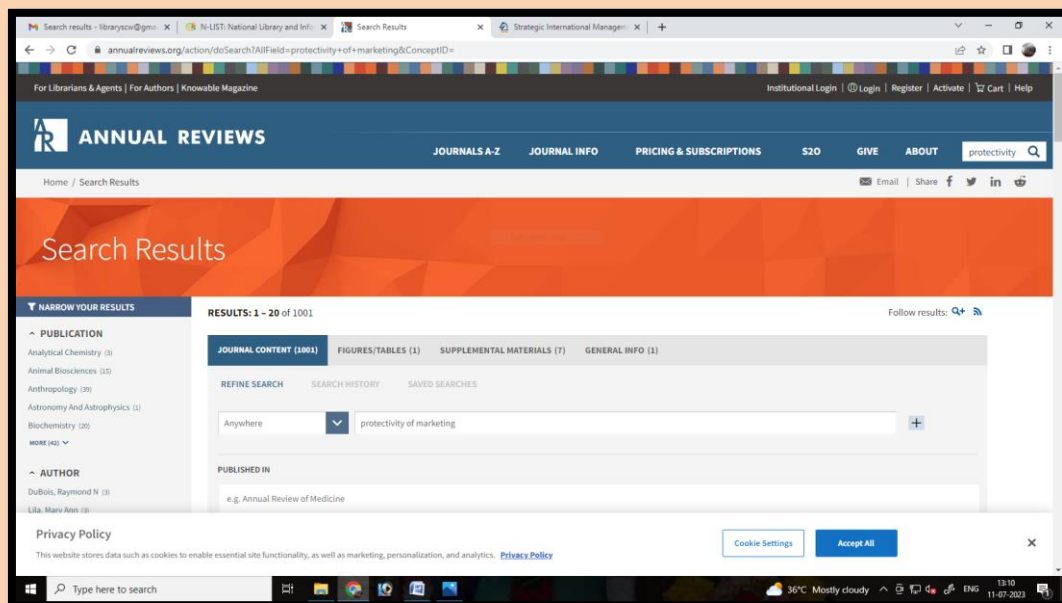 Search results - libraryscw@gma
N-LIST: National Library and Info
Search Results
Strategic International Managem
annualreviews.org/action/doSearch?AllField=protectivity+of+marketing&ConceptID=
For Librarians & Agents | For Authors | Knowable Magazine
Institutional Login | Login | Register | Activate | Cart | Help
AR ANNUAL REVIEWS
JOURNALS A-Z JOURNAL INFO PRICING & SUBSCRIPTIONS S2O GIVE ABOUT protectivity
Home / Search Results
Email | Share
Search Results
NARROW YOUR RESULTS
RESULTS: 1 – 20 of 1001
Follow results:
PUBLICATION
Analytical Chemistry (3)
Animal Biosciences (15)
Anthropology (39)
Astronomy And Astrophysics (1)
Biochemistry (20)
MORE (42)
AUTHOR
DuBois, Raymond N (3)
Lila, Mary Ann (3)
JOURNAL CONTENT (1001) FIGURES/TABLES (1) SUPPLEMENTAL MATERIALS (7) GENERAL INFO (1)
REFINE SEARCH SEARCH HISTORY SAVED SEARCHES
Anywhere protectivity of marketing
PUBLISHED IN
e.g. Annual Review of Medicine
Privacy Policy
This website stores data such as cookies to enable essential site functionality, as well as marketing, personalization, and analytics. Privacy Policy
Cookie Settings
Accept All
Type here to search
36°C Mostly cloudy
ENG
13:10
11-07-2023